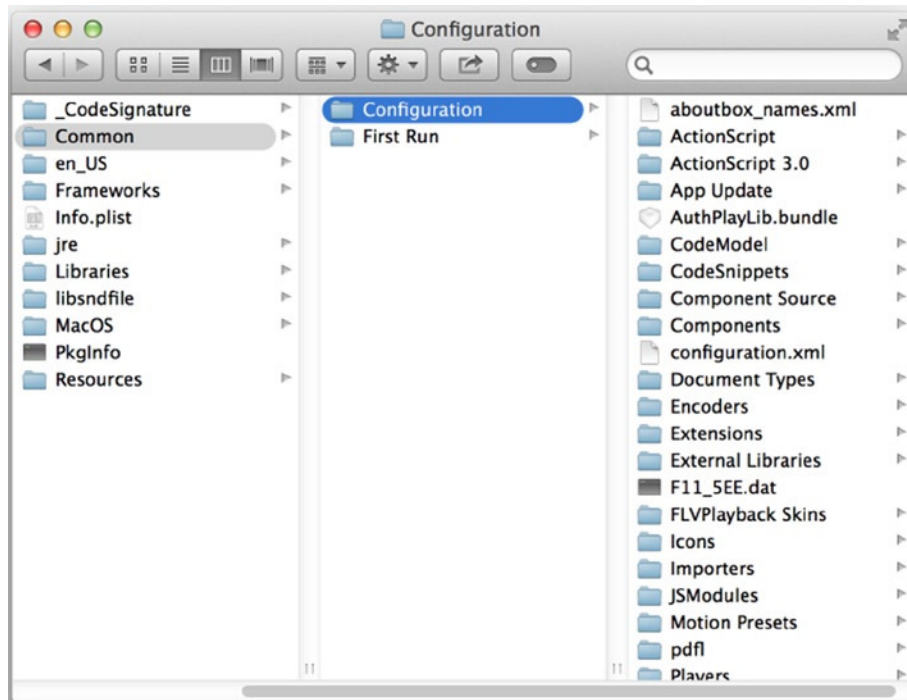 Configuration
_CodeSignature
Common
en_US
Frameworks
Info.plist
jre
Libraries
libsndfile
MacOS
PkgInfo
Resources
Configuration
First Run
aboutbox_names.xml
ActionScript
ActionScript 3.0
App Update
AuthPlayLib.bundle
CodeModel
CodeSnippets
Component Source
Components
configuration.xml
Document Types
Encoders
Extensions
External Libraries
F11_5EE.dat
FLVPlayback Skins
Icons
Importers
JSModules
Motion Presets
pdfl
Players